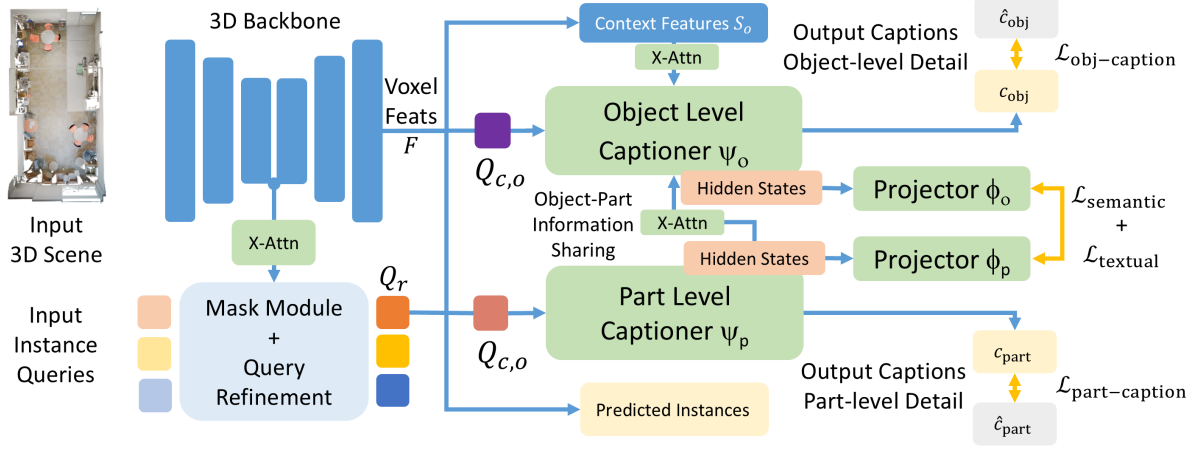 3D Backbone
Input
3D Scene
Voxel
Feats
F
X-Attn
Input
Instance
Queries
Mask Module
+
Query
Refinement
Q_r
Context Features S_o
X-Attn
Q_{c,o}
Object Level
Captioner ψ_o
Hidden States
Projector ϕ_o
Object-Part
Information
Sharing
X-Attn
Hidden States
Projector ϕ_p
Q_{c,o}
Part Level
Captioner ψ_p
Predicted Instances
Output Captions
Object-level Detail
ĉ_obj
ℒ_obj−caption
c_obj
ℒ_semantic
+
ℒ_textual
Output Captions
Part-level Detail
c_part
ℒ_part−caption
ĉ_part